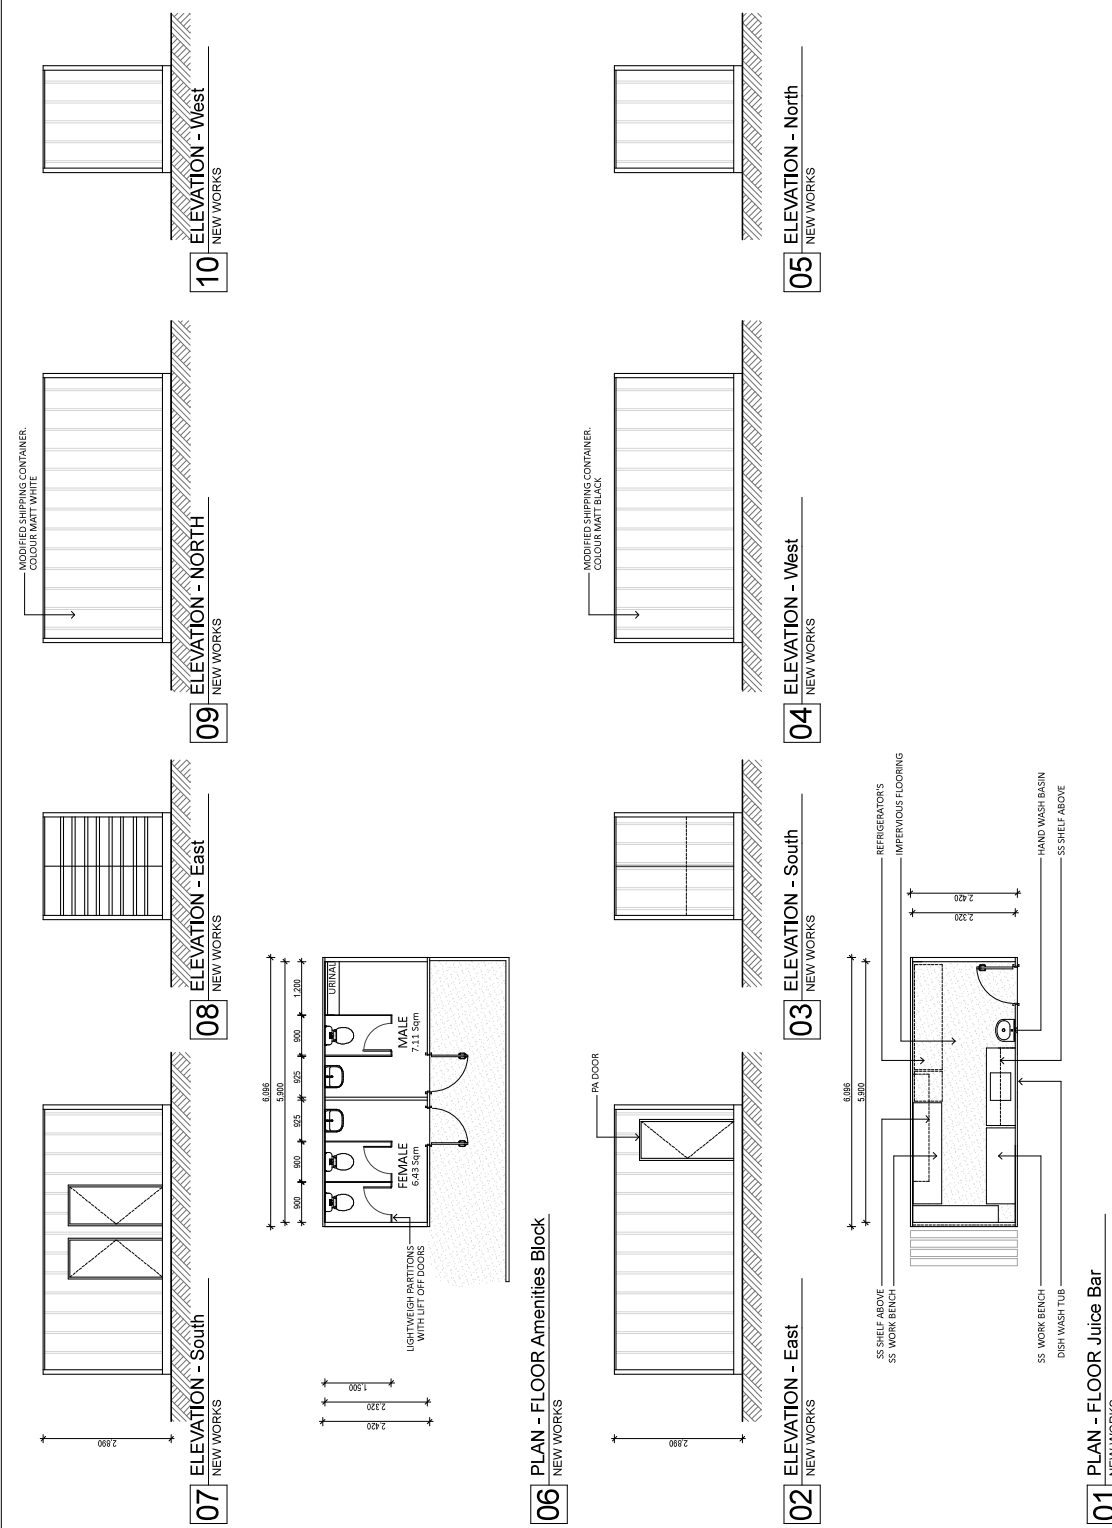 MODIFIED SHIPPING CONTAINER.
COLOUR MATT WHITE
2,890
07
ELEVATION - South
NEW WORKS
08
ELEVATION - East
NEW WORKS
09
ELEVATION - NORTH
NEW WORKS
10
ELEVATION - West
NEW WORKS
6,096
5,900
900
900
925
925
900
1,200
URINAL
FEMALE
6.43 Sqm
MALE
7.11 Sqm
1,500
2,320
2,420
LIGHTWEIGH PARTITONS
WITH LIFT OFF DOORS
06
PLAN - FLOOR Amenities Block
NEW WORKS
PA DOOR
MODIFIED SHIPPING CONTAINER.
COLOUR MATT BLACK
2,890
02
ELEVATION - East
NEW WORKS
03
ELEVATION - South
NEW WORKS
04
ELEVATION - West
NEW WORKS
05
ELEVATION - North
NEW WORKS
6,096
5,900
SS SHELF ABOVE
SS WORK BENCH
REFRIGERATOR'S
IMPERVIOUS FLOORING
2,320
2,420
SS WORK BENCH
DISH WASH TUB
HAND WASH BASIN
SS SHELF ABOVE
01
PLAN - FLOOR Juice Bar
NEW WORKS